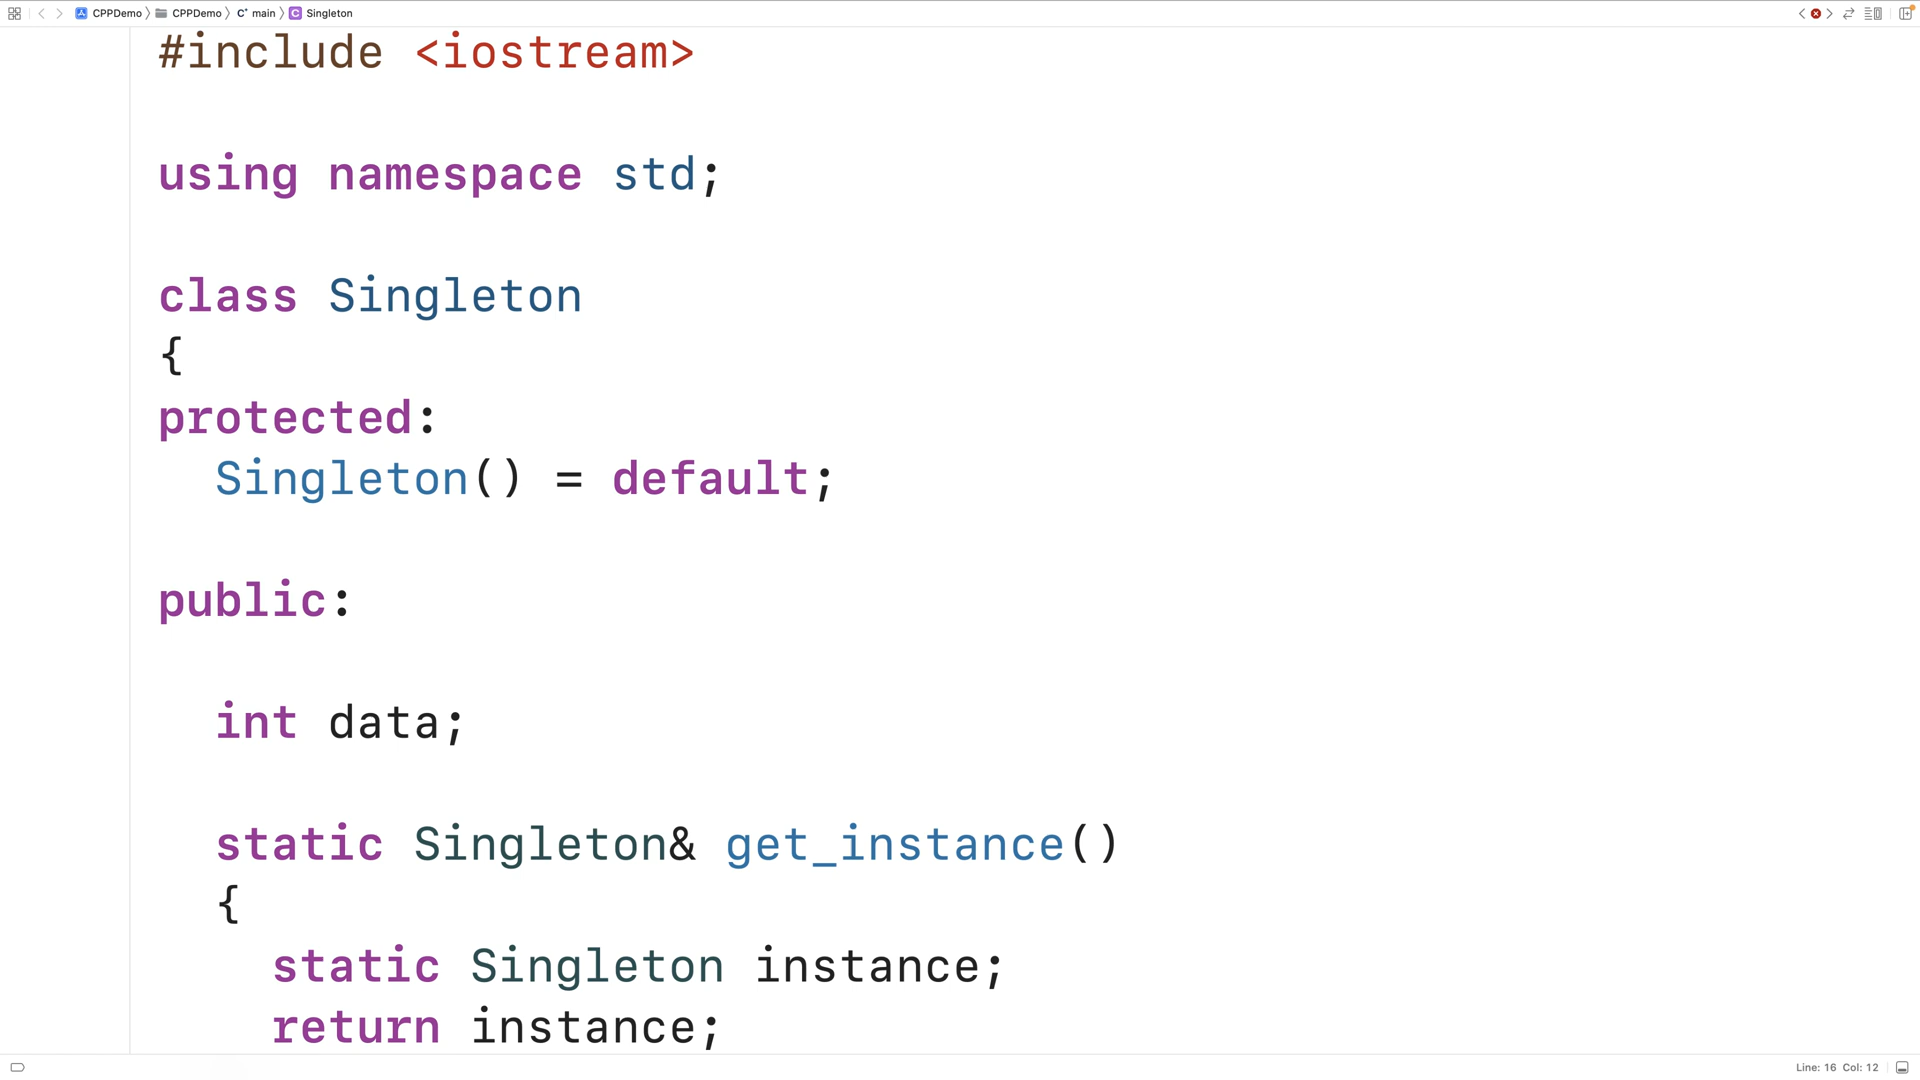 CPPDemo 〉 CPPDemo 〉 C+ main 〉 C Singleton
#include <iostream>
using namespace std;
class Singleton
{
protected:
Singleton() = default;
public:
int data;
static Singleton& get_instance()
{
static Singleton instance;
return instance;
Line: 16 Col: 12